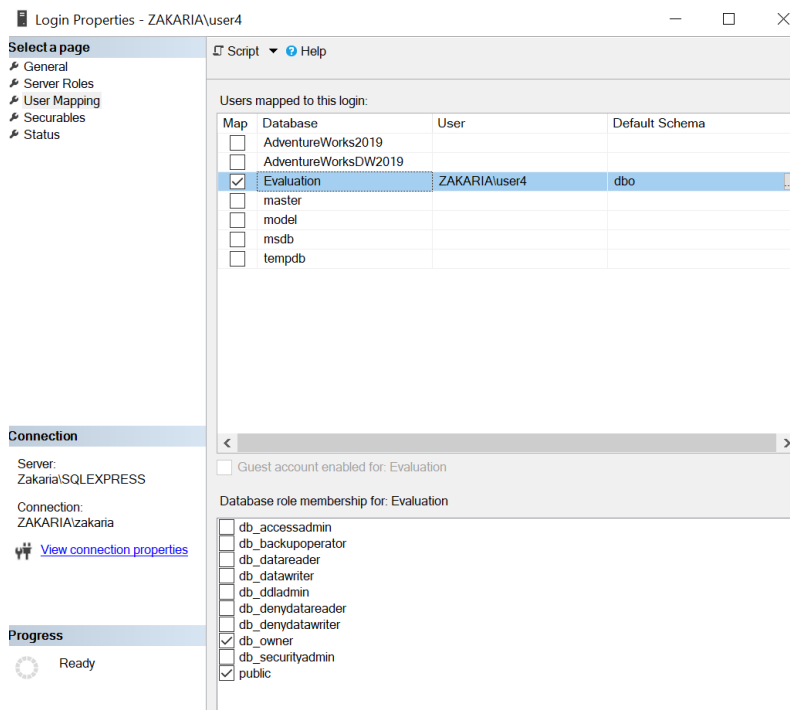 Login Properties - ZAKARIA\user4
Select a page
General
Server Roles
User Mapping
Securables
Status
Script Help
Users mapped to this login:
Map Database User Default Schema
AdventureWorks2019
AdventureWorksDW2019
Evaluation ZAKARIA\user4 dbo ...
master
model
msdb
tempdb
Guest account enabled for: Evaluation
Database role membership for: Evaluation
db_accessadmin
db_backupoperator
db_datareader
db_datawriter
db_ddladmin
db_denydatareader
db_denydatawriter
db_owner
db_securityadmin
public
Connection
Server:
Zakaria\SQLEXPRESS
Connection:
ZAKARIA\zakaria
View connection properties
Progress
Ready